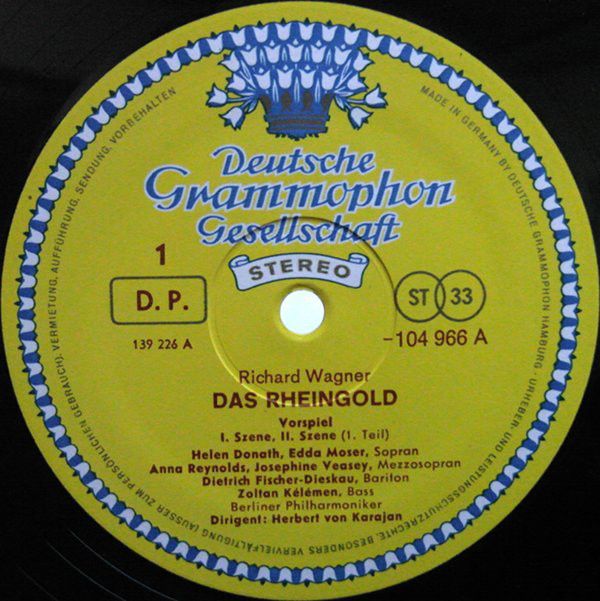 Deutsche
Grammophon
Gesellschaft
STEREO
1
D. P.
139 226 A
ST 33
-104 966 A
Richard Wagner
DAS RHEINGOLD
Vorspiel
I. Szene, II. Szene (1. Teil)
Helen Donath, Edda Moser, Sopran
Anna Reynolds, Josephine Veasey, Mezzosopran
Dietrich Fischer-Dieskau, Bariton
Zoltan Kélémen, Bass
Berliner Philharmoniker
Dirigent: Herbert von Karajan
MADE IN GERMANY BY DEUTSCHE GRAMMOPHON HAMBURG · URHEBER- UND LEISTUNGSSCHUTZRECHTE, BESONDERS VERVIELFÄLTIGUNG (AUSSER ZUM PERSÖNLICHEN GEBRAUCH), VERMIETUNG, AUFFÜHRUNG, SENDUNG, VORBEHALTEN